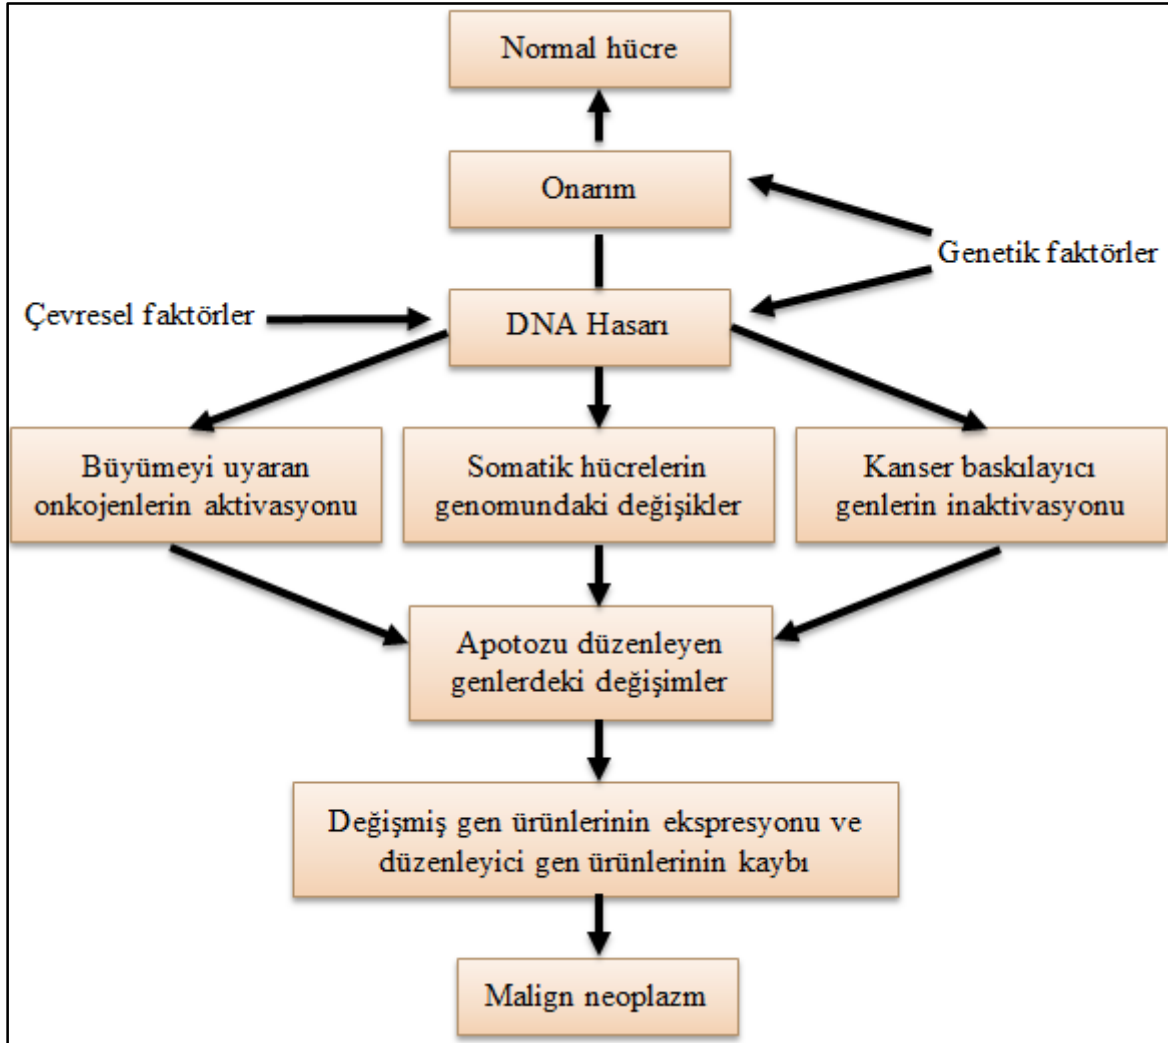 Normal hücre
Onarım
Genetik faktörler
Çevresel faktörler
DNA Hasarı
Büyümeyi uyaran
onkojenlerin aktivasyonu
Somatik hücrelerin
genomundaki değişikler
Kanser baskılayıcı
genlerin inaktivasyonu
Apotozu düzenleyen
genlerdeki değişimler
Değişmiş gen ürünlerinin ekspresyonu ve
düzenleyici gen ürünlerinin kaybı
Malign neoplazm